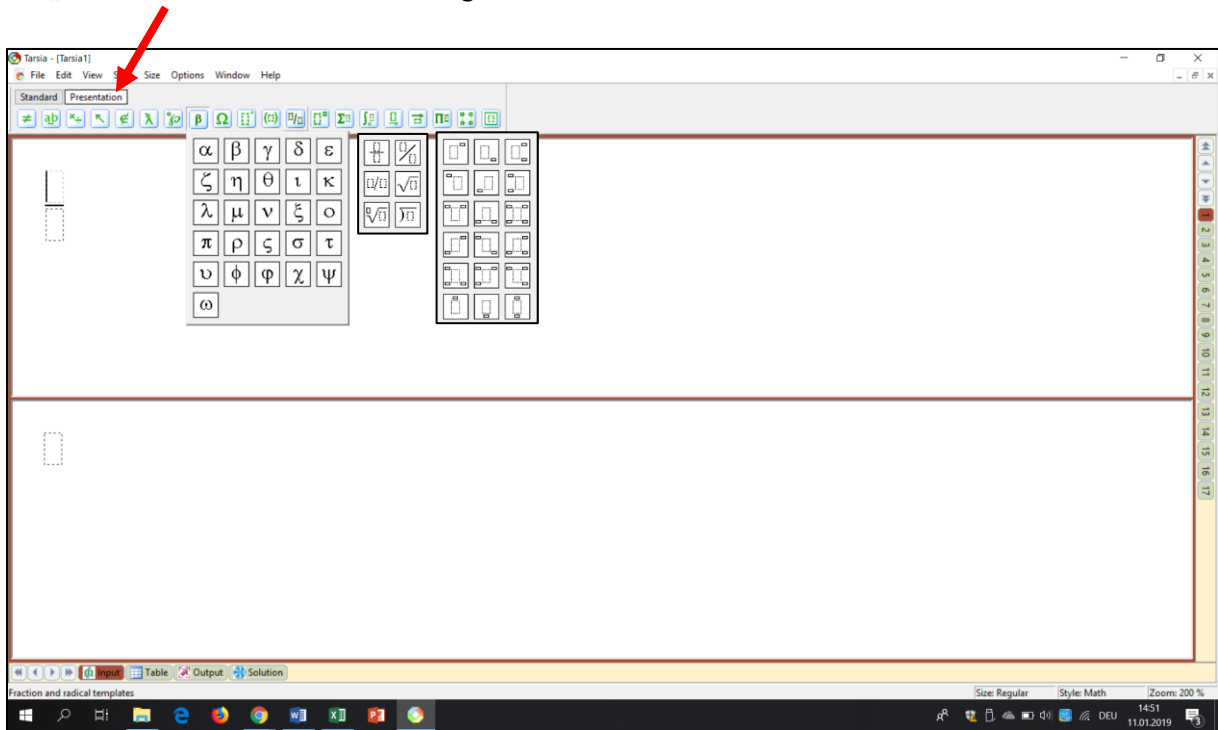 Tarsia - [Tarsia1]
File Edit View Size Options Window Help
Standard Presentation
α β γ δ ε
ζ η θ ι κ
λ μ ν ξ ο
π ρ ς σ τ
υ ϕ φ χ ψ
ω
1
2
3
4
5
6
7
8
9
10
11
12
13
14
15
16
17
Input Table Output Solution
Fraction and radical templates
Size: Regular Style: Math Zoom: 200 %
DEU
14:51
11.01.2019
3